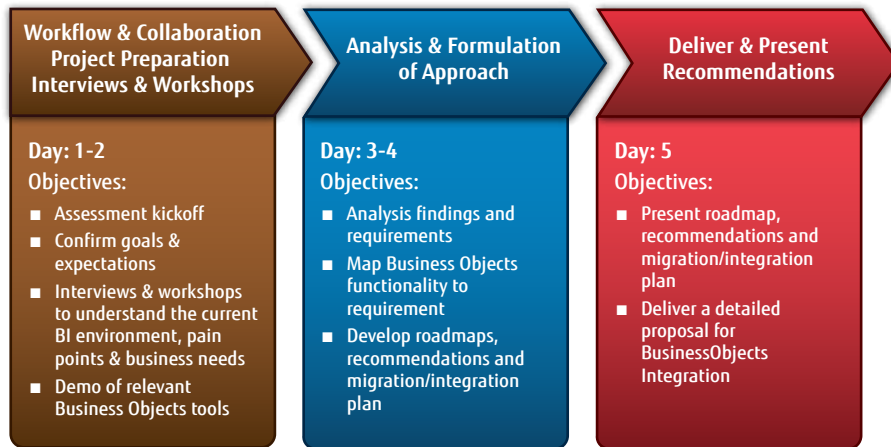 Workflow & Collaboration
Project Preparation
Interviews & Workshops
Day: 1-2
Objectives:
■ Assessment kickoff
■ Confirm goals &
expectations
■ Interviews & workshops
to understand the current
BI environment, pain
points & business needs
■ Demo of relevant
Business Objects tools
Analysis & Formulation
of Approach
Day: 3-4
Objectives:
■ Analysis findings and
requirements
■ Map Business Objects
functionality to
requirement
■ Develop roadmaps,
recommendations and
migration/integration
plan
Deliver & Present
Recommendations
Day: 5
Objectives:
■ Present roadmap,
recommendations and
migration/integration
plan
■ Deliver a detailed
proposal for
BusinessObjects
Integration